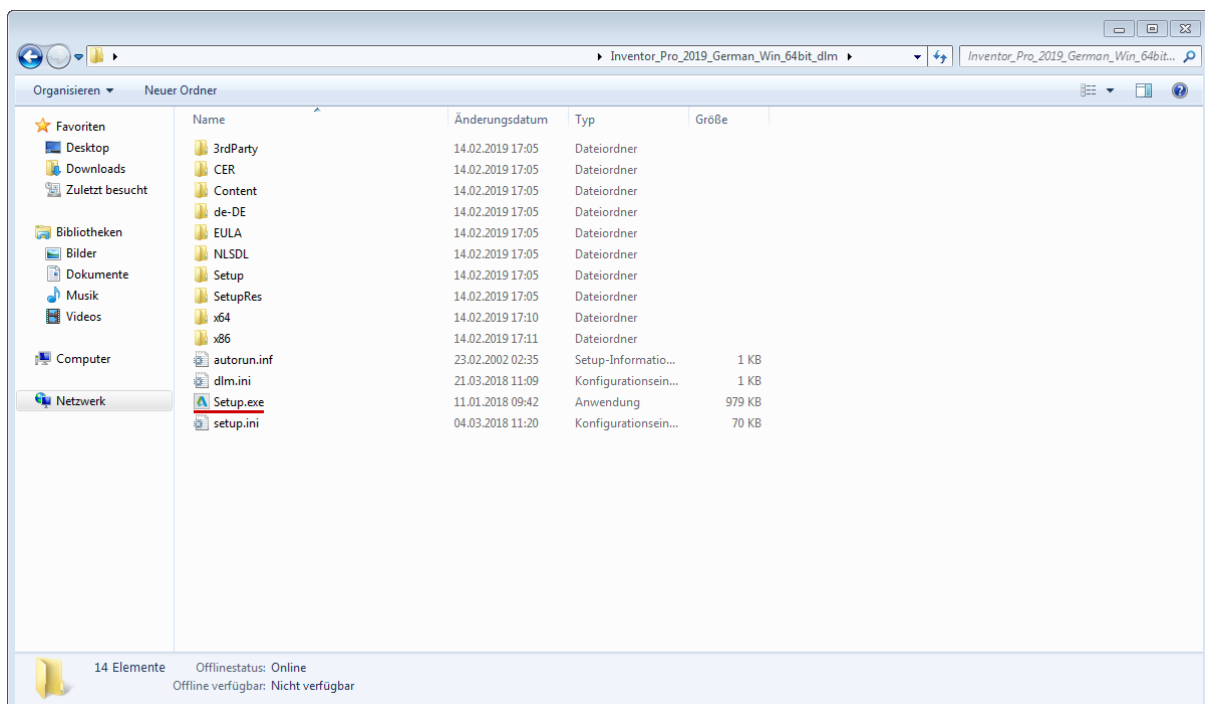 Inventor_Pro_2019_German_Win_64bit_dlm
Inventor_Pro_2019_German_Win_64bit...
Organisieren Neuer Ordner
Favoriten
Desktop
Downloads
Zuletzt besucht
Bibliotheken
Bilder
Dokumente
Musik
Videos
Computer
Netzwerk
Name Änderungsdatum Typ Größe
3rdParty 14.02.2019 17:05 Dateiordner
CER 14.02.2019 17:05 Dateiordner
Content 14.02.2019 17:05 Dateiordner
de-DE 14.02.2019 17:05 Dateiordner
EULA 14.02.2019 17:05 Dateiordner
NLSDL 14.02.2019 17:05 Dateiordner
Setup 14.02.2019 17:05 Dateiordner
SetupRes 14.02.2019 17:05 Dateiordner
x64 14.02.2019 17:10 Dateiordner
x86 14.02.2019 17:11 Dateiordner
autorun.inf 23.02.2002 02:35 Setup-Informatio... 1 KB
dlm.ini 21.03.2018 11:09 Konfigurationsein... 1 KB
Setup.exe 11.01.2018 09:42 Anwendung 979 KB
setup.ini 04.03.2018 11:20 Konfigurationsein... 70 KB
14 Elemente Offlinestatus: Online
Offline verfügbar: Nicht verfügbar